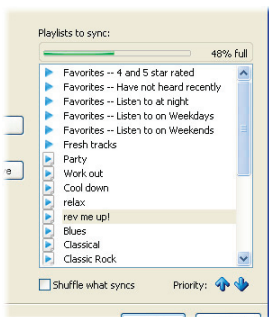 Playlists to sync:
48% full
Favorites -- 4 and 5 star rated
Favorites -- Have not heard recently
Favorites -- Listen to at night
Favorites -- Listen to on Weekdays
Favorites -- Listen to on Weekends
Fresh tracks
Party
Work out
Cool down
relax
rev me up!
Blues
Classical
Classic Rock
Shuffle what syncs
Priority: